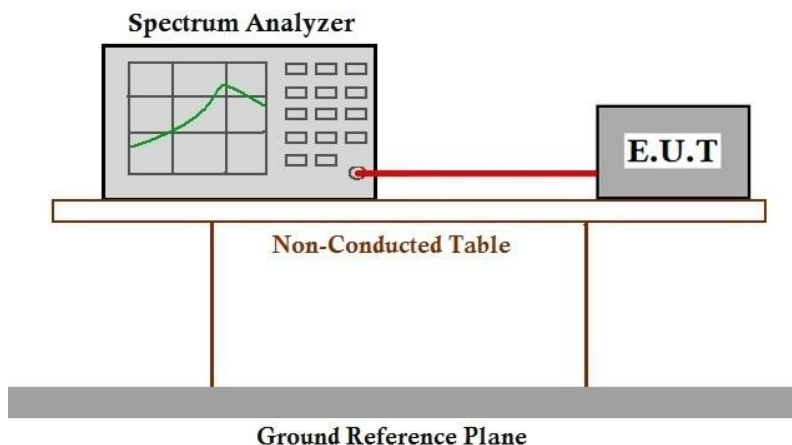 Spectrum Analyzer
E.U.T
Non-Conducted Table
Ground Reference Plane